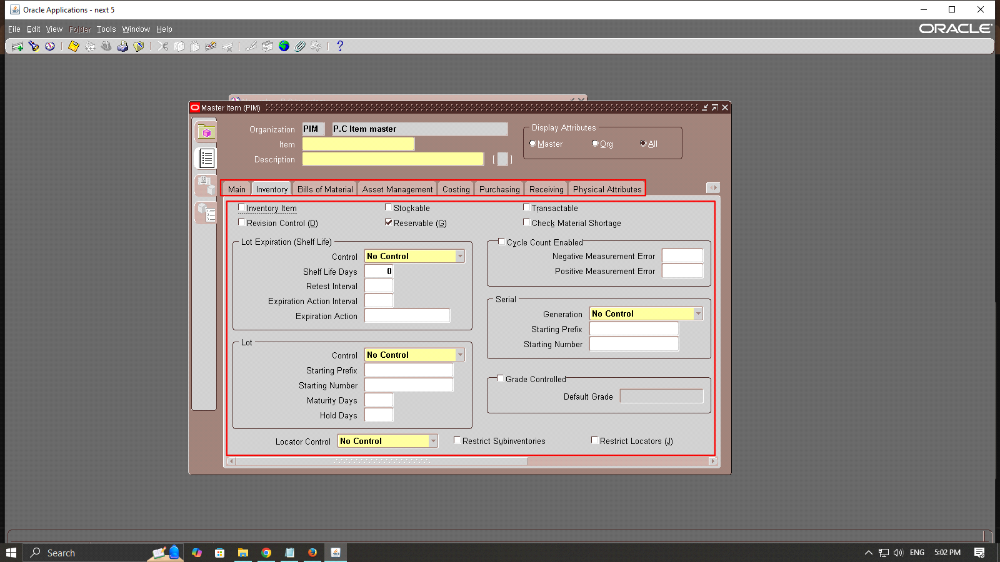 Oracle Applications - next 5
File Edit View Folder Tools Window Help
ORACLE
Master Item (PIM)
Organization PIM P.C Item master
Item
Description [ ]
Display Attributes
Master Org All
Main Inventory Bills of Material Asset Management Costing Purchasing Receiving Physical Attributes
Inventory Item Stockable Transactable
Revision Control (D) Reservable (G) Check Material Shortage
Lot Expiration (Shelf Life)
Control No Control
Shelf Life Days 0
Retest Interval
Expiration Action Interval
Expiration Action
Cycle Count Enabled
Negative Measurement Error
Positive Measurement Error
Serial
Generation No Control
Starting Prefix
Starting Number
Lot
Control No Control
Starting Prefix
Starting Number
Maturity Days
Hold Days
Grade Controlled
Default Grade
Locator Control No Control Restrict Subinventories Restrict Locators (J)
Search
ENG 5:02 PM